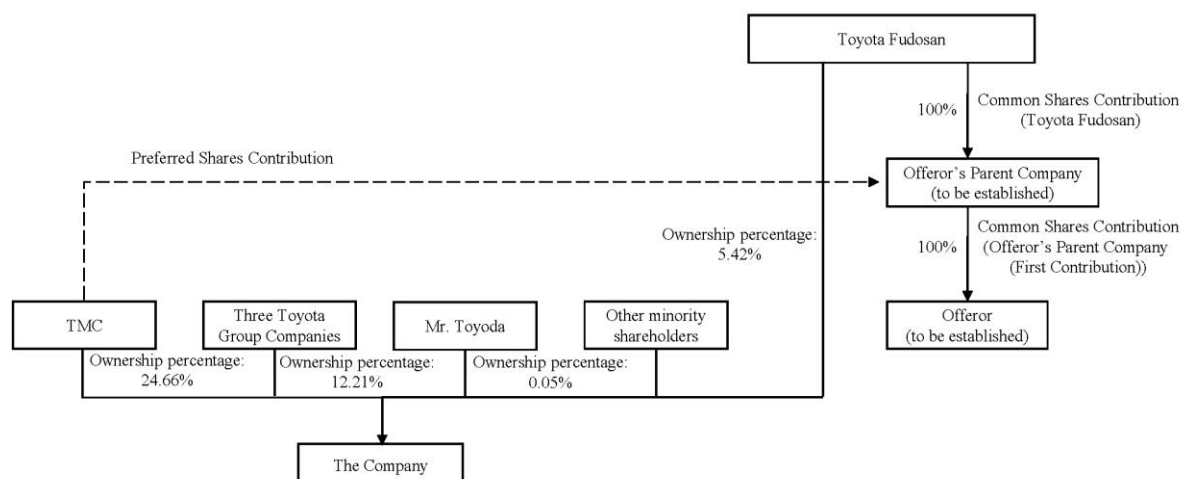 Toyota Fudosan
100%
Common Shares Contribution
(Toyota Fudosan)
Preferred Shares Contribution
Offeror's Parent Company
(to be established)
Ownership percentage:
5.42%
100%
Common Shares Contribution
(Offeror's Parent Company
(First Contribution))
TMC
Three Toyota
Group Companies
Mr. Toyoda
Other minority
shareholders
Offeror
(to be established)
Ownership percentage:
24.66%
Ownership percentage:
12.21%
Ownership percentage:
0.05%
The Company